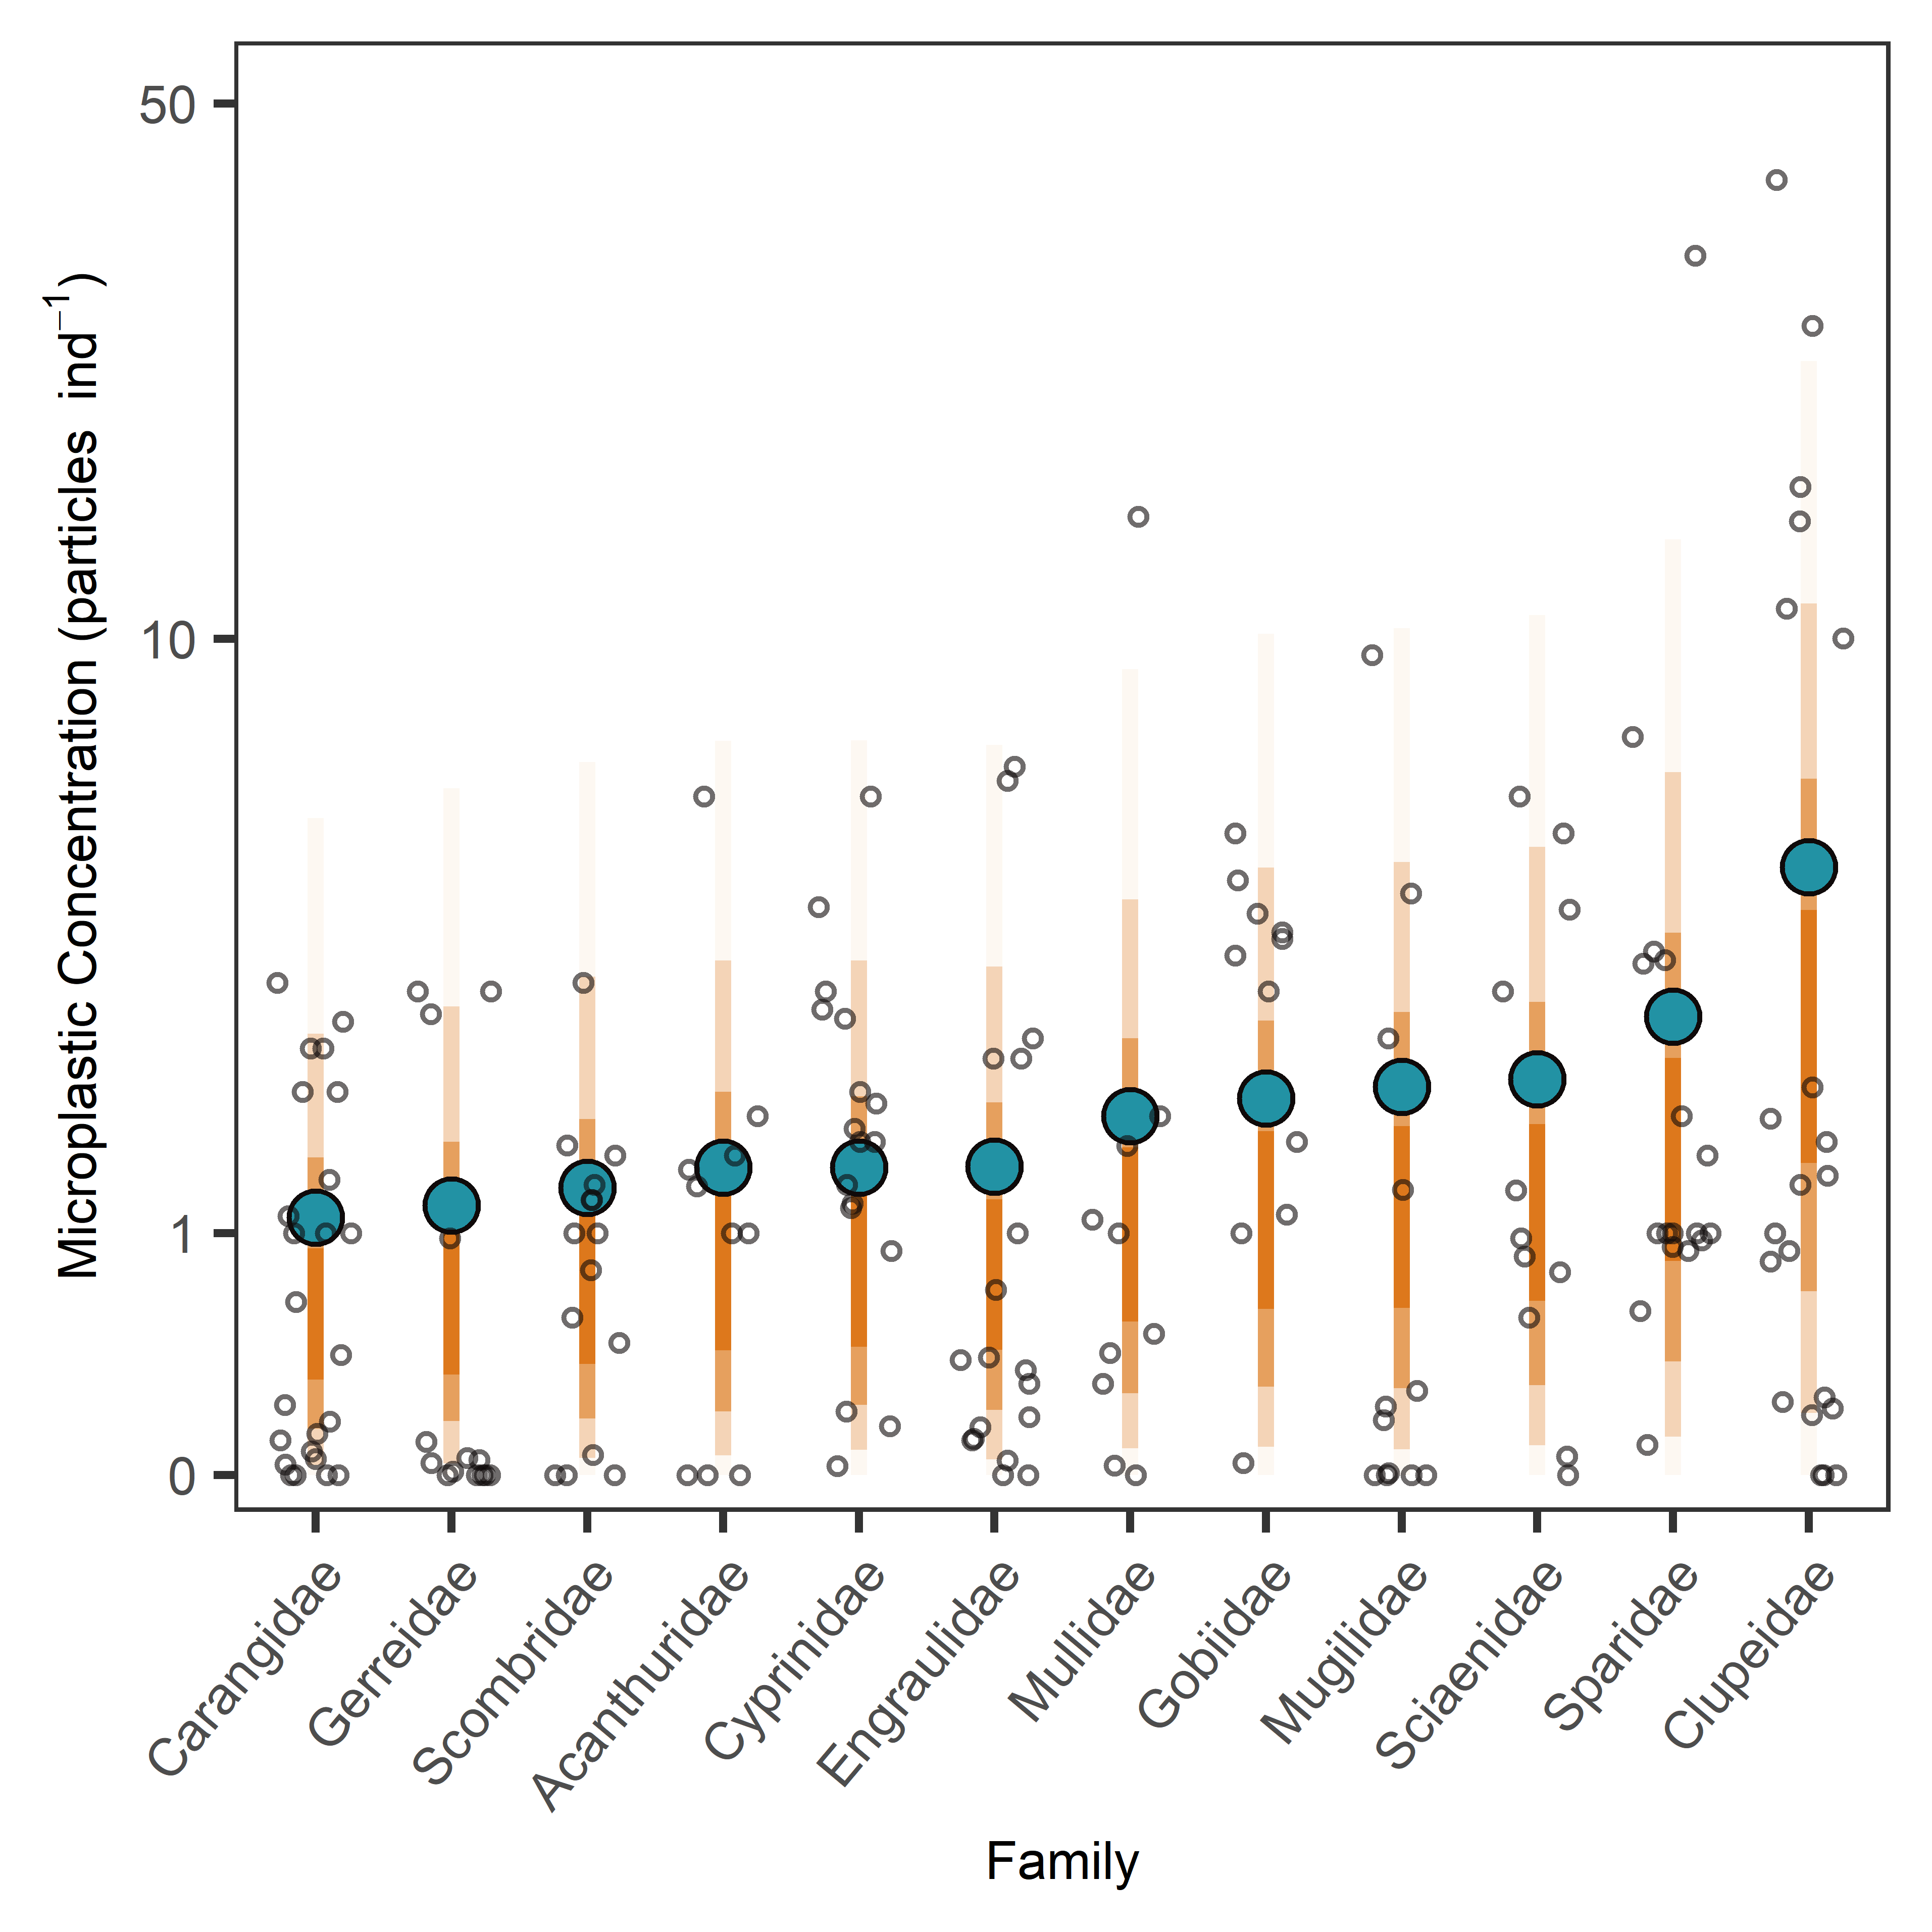 50
10
1
0
Microplastic Concentration (particles ind⁻¹)
Carangidae
Gerreidae
Scombridae
Acanthuridae
Cyprinidae
Engraulidae
Mullidae
Gobiidae
Mugilidae
Sciaenidae
Sparidae
Clupeidae
Family